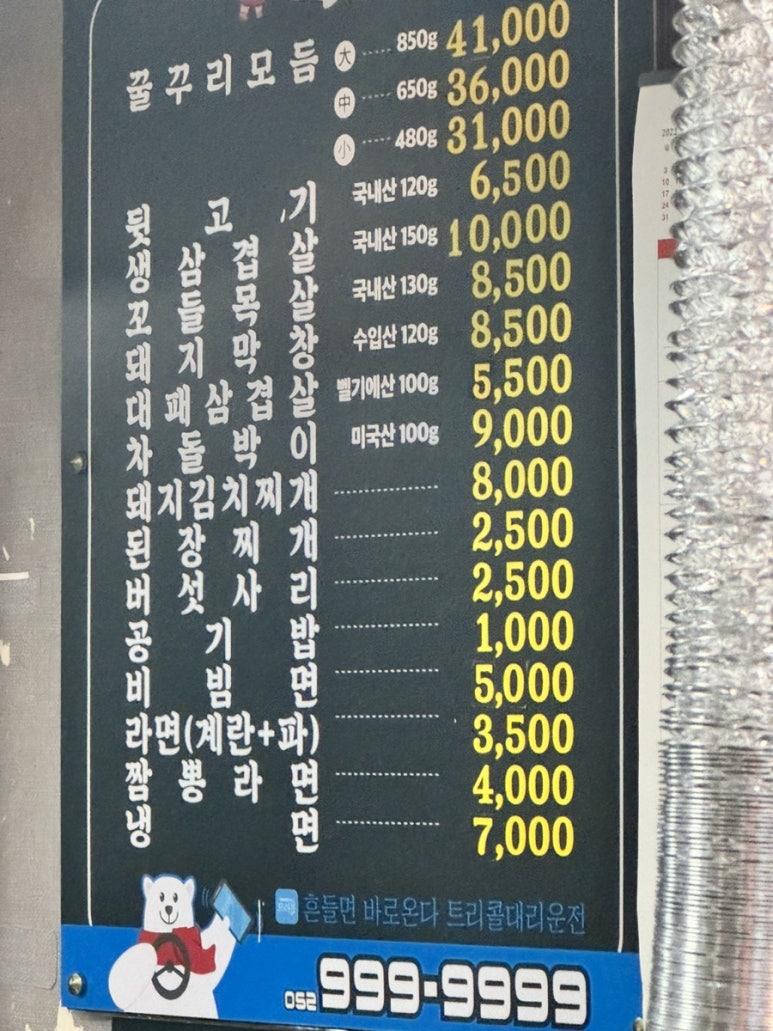 꿀꾸리모듬 大 850g 41,000
中 650g 36,000
小 480g 31,000
뒷고기 국내산 120g 6,500
생삼겹살 국내산 150g 10,000
꼬들목살 국내산 130g 8,500
돼지막창 수입산 120g 8,500
대패삼겹살 벨기에산 100g 5,500
차돌박이 미국산 100g 9,000
돼지김치찌개 8,000
된장찌개 2,500
버섯사리 2,500
공기밥 1,000
비빔면 5,000
라면(계란+파) 3,500
짬뽕라면 4,000
냉면 7,000
흔들면 바로온다 트리콜대리운전
052 999-9999
3
10
17
24
31